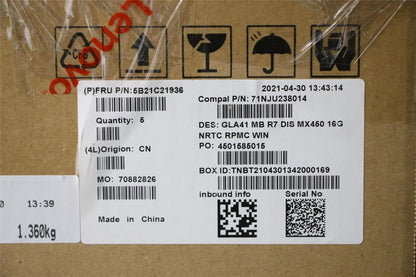 Lenovo
(P)FRU P/N:5B21C21936
2021-04-30 13:43:14
Compal P/N: 71NJU238014
Quantity: 5
DES: GLA41 MB R7 DIS MX450 16G
NRTC RPMC WIN
(4L)Origion: CN
PO: 4501585015
BOX ID:TNBT2104301342000169
MO: 70882826
inbound info
Serial No
Made in China
0 13:39
1.360kg